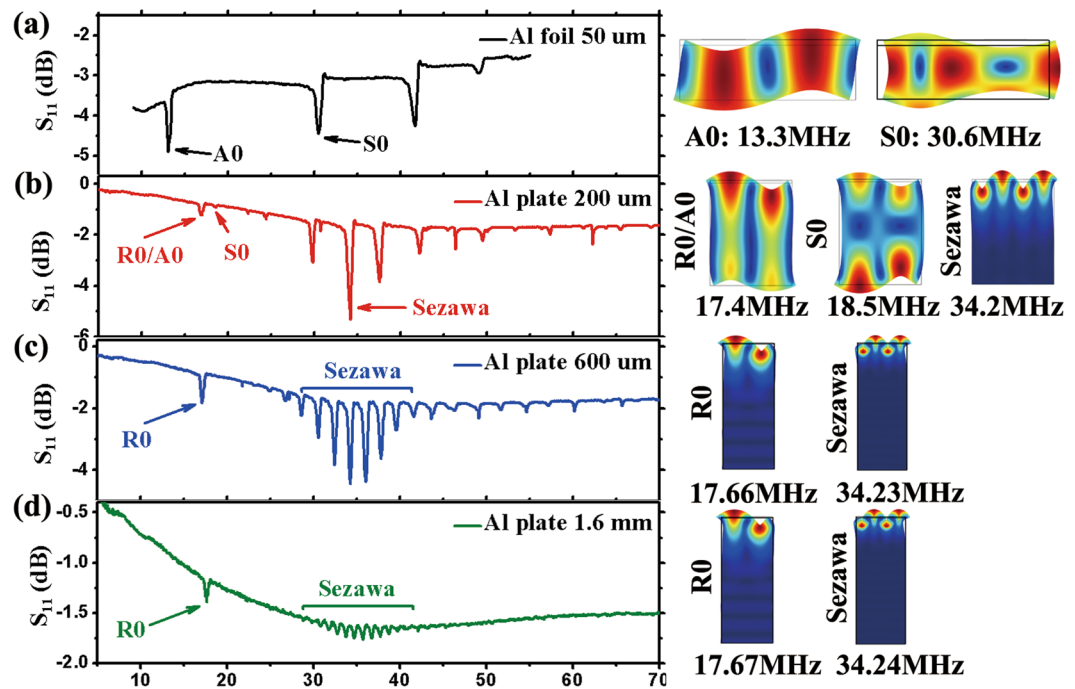 (a)
Al foil 50 um
S11 (dB)
-2
-3
-4
-5
A0
S0
A0: 13.3MHz
S0: 30.6MHz
(b)
Al plate 200 um
S11 (dB)
0
-2
-4
-6
R0/A0
S0
Sezawa
R0/A0
S0
Sezawa
17.4MHz
18.5MHz
34.2MHz
(c)
Al plate 600 um
S11 (dB)
0
-2
-4
R0
Sezawa
R0
Sezawa
17.66MHz
34.23MHz
(d)
Al plate 1.6 mm
S11 (dB)
-0.5
-1.0
-1.5
-2.0
R0
Sezawa
R0
Sezawa
17.67MHz
34.24MHz
10 20 30 40 50 60 70